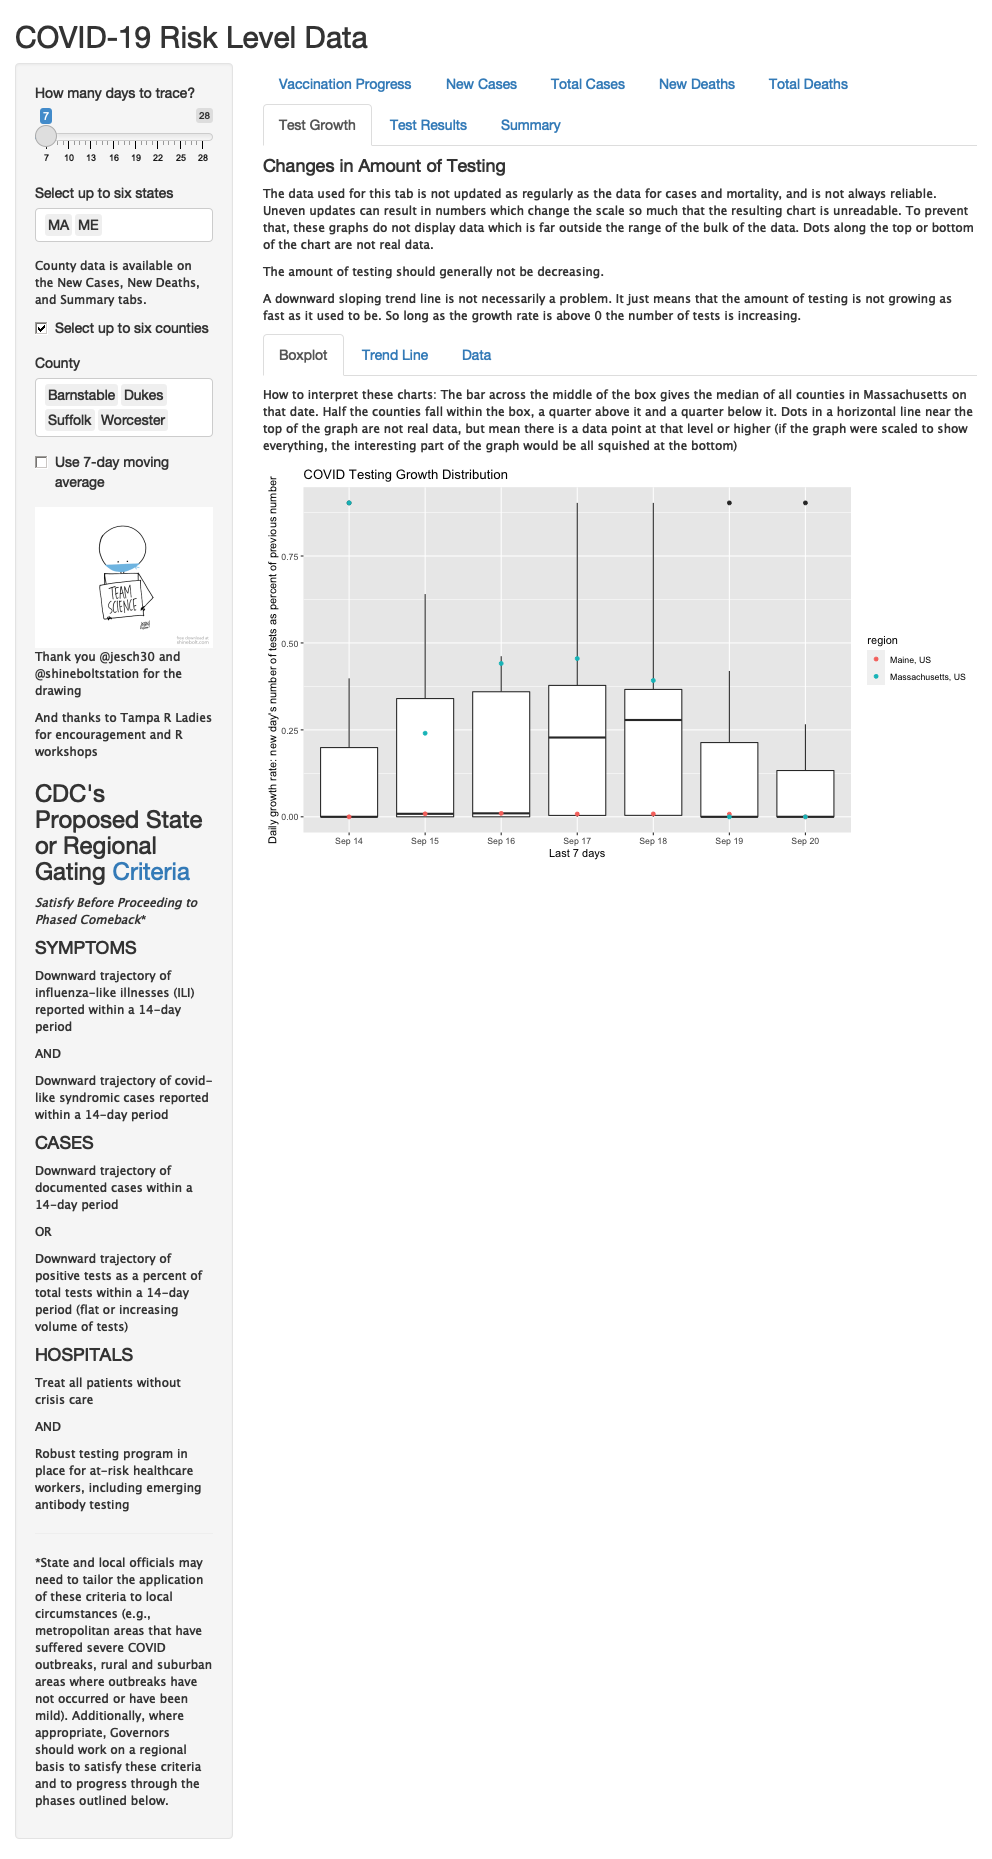 COVID-19 Risk Level Data
How many days to trace?
7 28
7 10 13 16 19 22 25 28
Select up to six states
MA ME
County data is available on
the New Cases, New Deaths,
and Summary tabs.
Select up to six counties
County
Barnstable Dukes
Suffolk Worcester
Use 7-day moving
average
TEAM
SCIENCE
Thank you @jesch30 and
@shineboltstation for the
drawing
And thanks to Tampa R Ladies
for encouragement and R
workshops
CDC's
Proposed State
or Regional
Gating Criteria
Satisfy Before Proceeding to
Phased Comeback*
SYMPTOMS
Downward trajectory of
influenza-like illnesses (ILI)
reported within a 14-day
period
AND
Downward trajectory of covid-
like syndromic cases reported
within a 14-day period
CASES
Downward trajectory of
documented cases within a
14-day period
OR
Downward trajectory of
positive tests as a percent of
total tests within a 14-day
period (flat or increasing
volume of tests)
HOSPITALS
Treat all patients without
crisis care
AND
Robust testing program in
place for at-risk healthcare
workers, including emerging
antibody testing
*State and local officials may
need to tailor the application
of these criteria to local
circumstances (e.g.,
metropolitan areas that have
suffered severe COVID
outbreaks, rural and suburban
areas where outbreaks have
not occurred or have been
mild). Additionally, where
appropriate, Governors
should work on a regional
basis to satisfy these criteria
and to progress through the
phases outlined below.
Vaccination Progress New Cases Total Cases New Deaths Total Deaths
Test Growth Test Results Summary
Changes in Amount of Testing
The data used for this tab is not updated as regularly as the data for cases and mortality, and is not always reliable.
Uneven updates can result in numbers which change the scale so much that the resulting chart is unreadable. To prevent
that, these graphs do not display data which is far outside the range of the bulk of the data. Dots along the top or bottom
of the chart are not real data.
The amount of testing should generally not be decreasing.
A downward sloping trend line is not necessarily a problem. It just means that the amount of testing is not growing as
fast as it used to be. So long as the growth rate is above 0 the number of tests is increasing.
Boxplot Trend Line Data
How to interpret these charts: The bar across the middle of the box gives the median of all counties in Massachusetts on
that date. Half the counties fall within the box, a quarter above it and a quarter below it. Dots in a horizontal line near the
top of the graph are not real data, but mean there is a data point at that level or higher (if the graph were scaled to show
everything, the interesting part of the graph would be all squished at the bottom)
COVID Testing Growth Distribution
Daily growth rate: new day's number of tests as percent of previous number
0.75
0.50
0.25
0.00
Sep 14 Sep 15 Sep 16 Sep 17 Sep 18 Sep 19 Sep 20
Last 7 days
region
Maine, US
Massachusetts, US